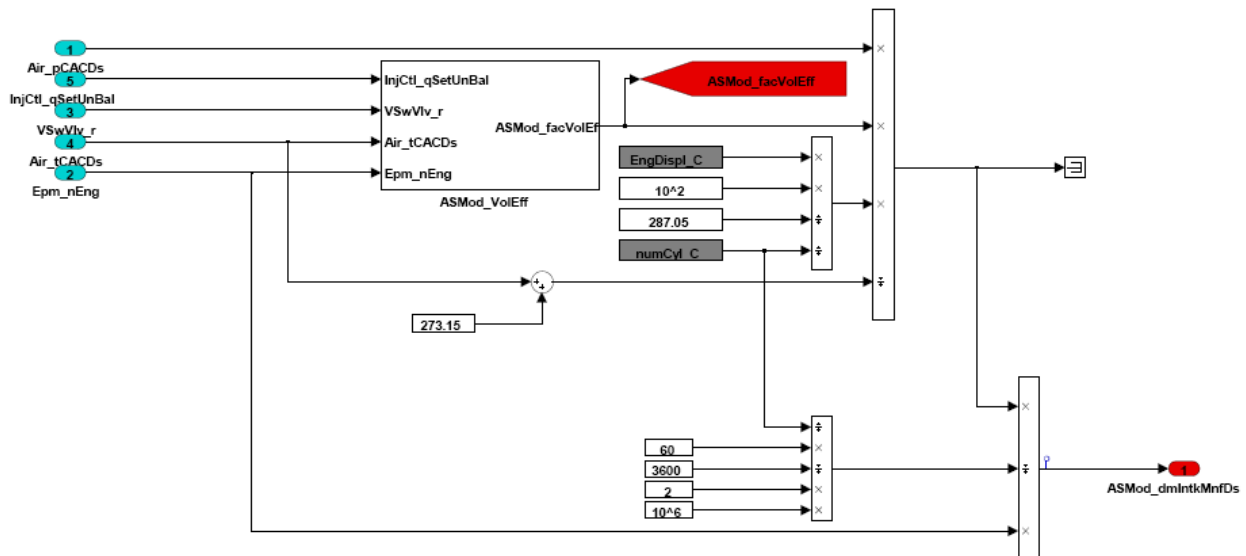 1
Air_pCACDs
5
InjCtl_qSetUnBal
3
VSwVlv_r
4
Air_tCACDs
2
Epm_nEng
InjCtl_qSetUnBal
VSwVlv_r
Air_tCACDs
Epm_nEng
ASMod_facVolEf
ASMod_VolEff
ASMod_facVolEff
EngDispl_C
10^2
287.05
numCyl_C
273.15
×
×
×
÷
×
×
÷
÷
+
+
60
3600
2
10^6
÷
×
÷
×
×
×
÷
×
1
ASMod_dmIntkMnfDs